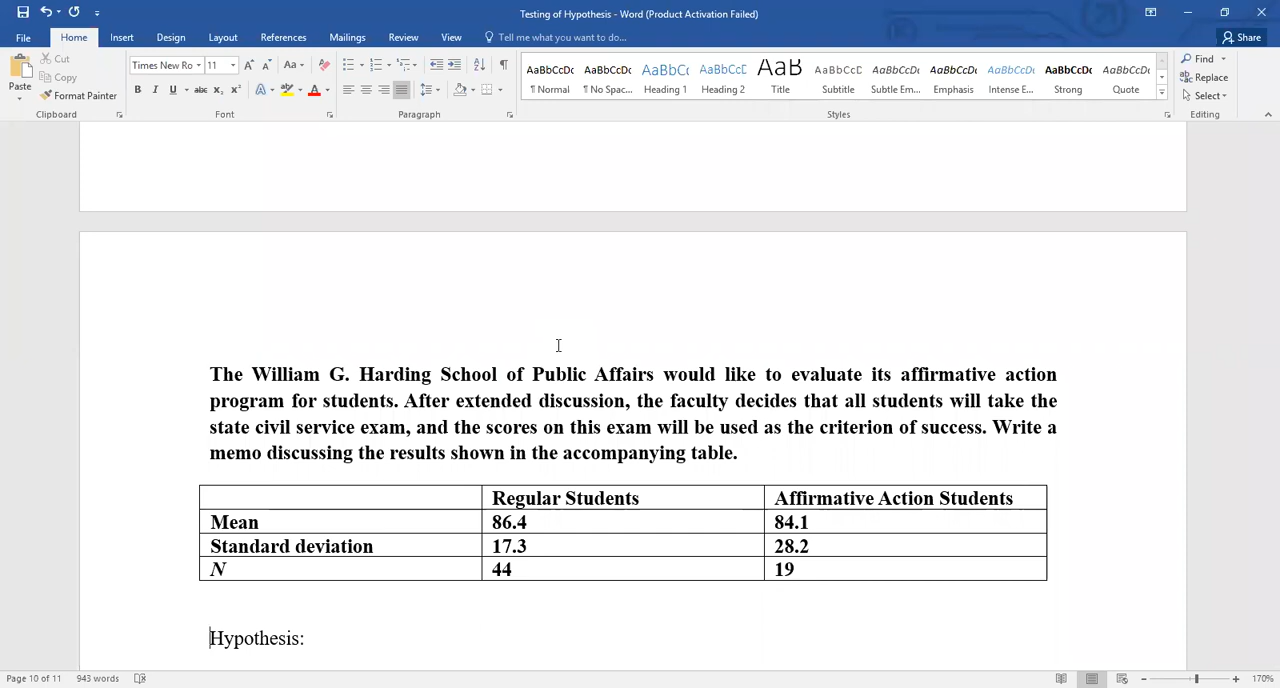 Testing of Hypothesis - Word (Product Activation Failed)
File Home Insert Design Layout References Mailings Review View Tell me what you want to do... Share
Paste
Cut
Copy
Format Painter
Clipboard
Times New Ro 11
Font
Paragraph
AaBbCcDc AaBbCcDc AaBbCc AaBbCcE AaB AaBbCcD AaBbCcDc AaBbCcDc AaBbCcDc AaBbCcDc AaBbCcDc
¶ Normal ¶ No Spac... Heading 1 Heading 2 Title Subtitle Subtle Em... Emphasis Intense E... Strong Quote
Styles
Find
Replace
Select
Editing
The William G. Harding School of Public Affairs would like to evaluate its affirmative action
program for students. After extended discussion, the faculty decides that all students will take the
state civil service exam, and the scores on this exam will be used as the criterion of success. Write a
memo discussing the results shown in the accompanying table.
Regular Students Affirmative Action Students
Mean 86.4 84.1
Standard deviation 17.3 28.2
N 44 19
Hypothesis:
Page 10 of 11 943 words 170%